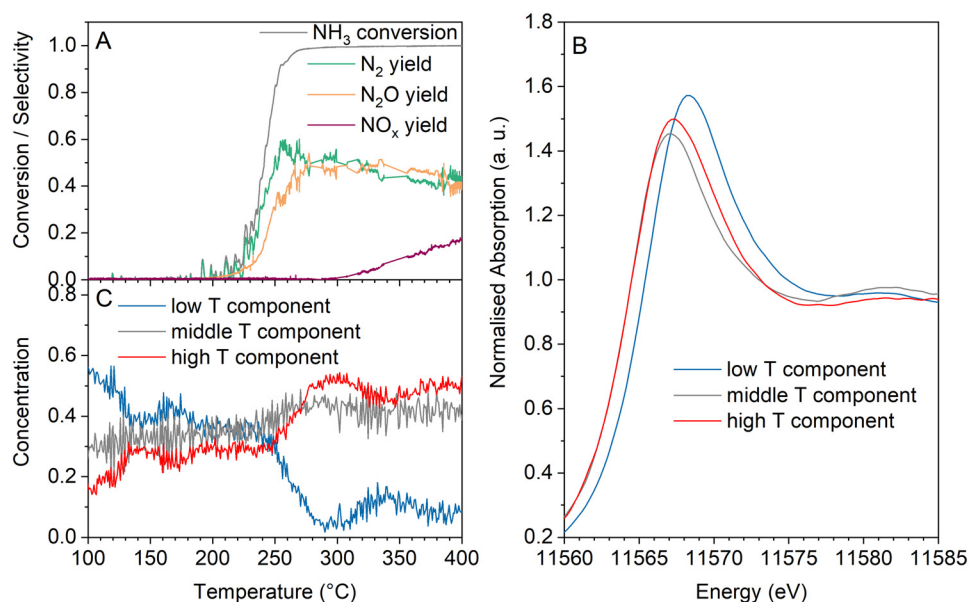 A
NH₃ conversion
N₂ yield
N₂O yield
NOₓ yield
1.0
0.8
0.6
0.4
0.2
0.0
Conversion / Selectivity
C
low T component
middle T component
high T component
0.8
0.6
0.4
0.2
0.0
Concentration
100 150 200 250 300 350 400
Temperature (°C)
B
1.8
1.6
1.4
1.2
1.0
0.8
0.6
0.4
0.2
Normalised Absorption (a. u.)
low T component
middle T component
high T component
11560 11565 11570 11575 11580 11585
Energy (eV)